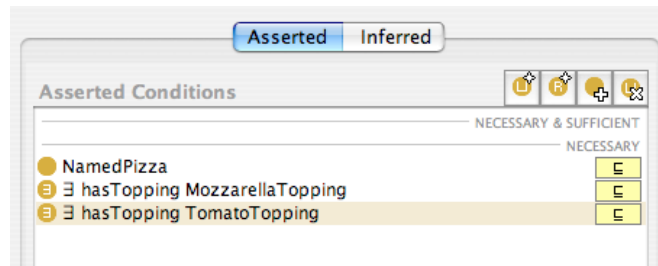 Asserted Inferred
Asserted Conditions
NECESSARY & SUFFICIENT
NECESSARY
NamedPizza ⊑
∃ hasTopping MozzarellaTopping ⊑
∃ hasTopping TomatoTopping ⊑